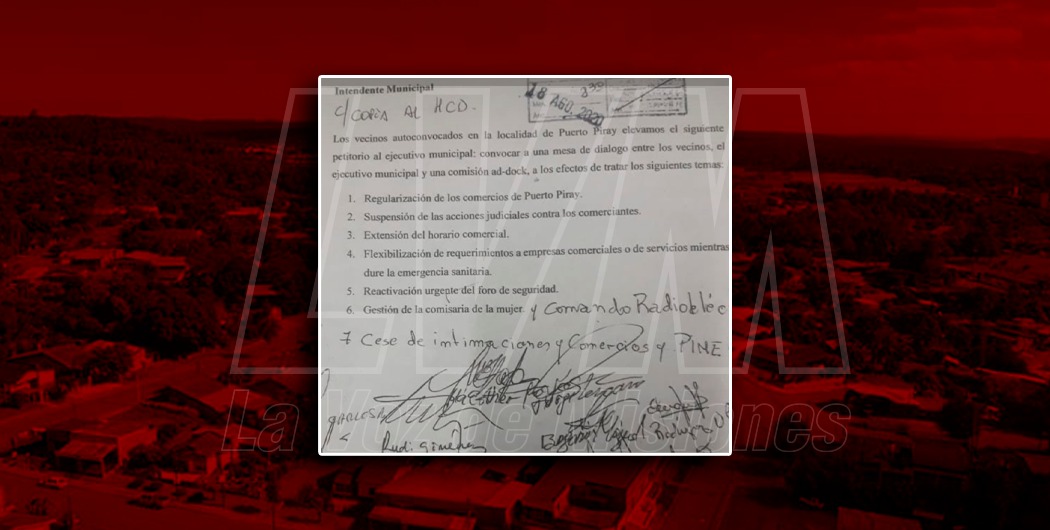 Intendente Municipal
C/ COPIA AL HCD.
18 AGO. 2020
Los vecinos autoconvocados en la localidad de Puerto Piray elevamos el siguiente
petitorio al ejecutivo municipal: convocar a una mesa de dialogo entre los vecinos, el
ejecutivo municipal y una comisión ad-dock, a los efectos de tratar los siguientes temas:
1. Regularización de los comercios de Puerto Piray.
2. Suspensión de las acciones judiciales contra los comerciantes.
3. Extensión del horario comercial.
4. Flexibilización de requerimientos a empresas comerciales o de servicios mientras
dure la emergencia sanitaria.
5. Reactivación urgente del foro de seguridad.
6. Gestión de la comisaria de la mujer. y Comando Radioeléc
7 Cese de intimaciones y Comercios y PINE
Rudi Gimenez
LVM
La Voz de Misiones